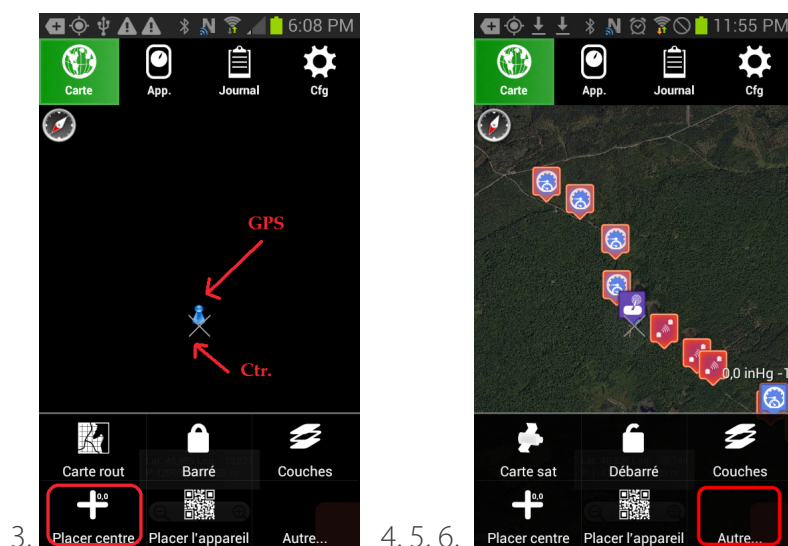 6:08 PM
Carte App. Journal Cfg
GPS
Ctr.
Carte rout Barré Couches
0,0
3. Placer centre Placer l'appareil Autre...
11:55 PM
Carte App. Journal Cfg
0,0 inHg -1
Carte sat Débarré Couches
0,0
4. 5. 6. Placer centre Placer l'appareil Autre...